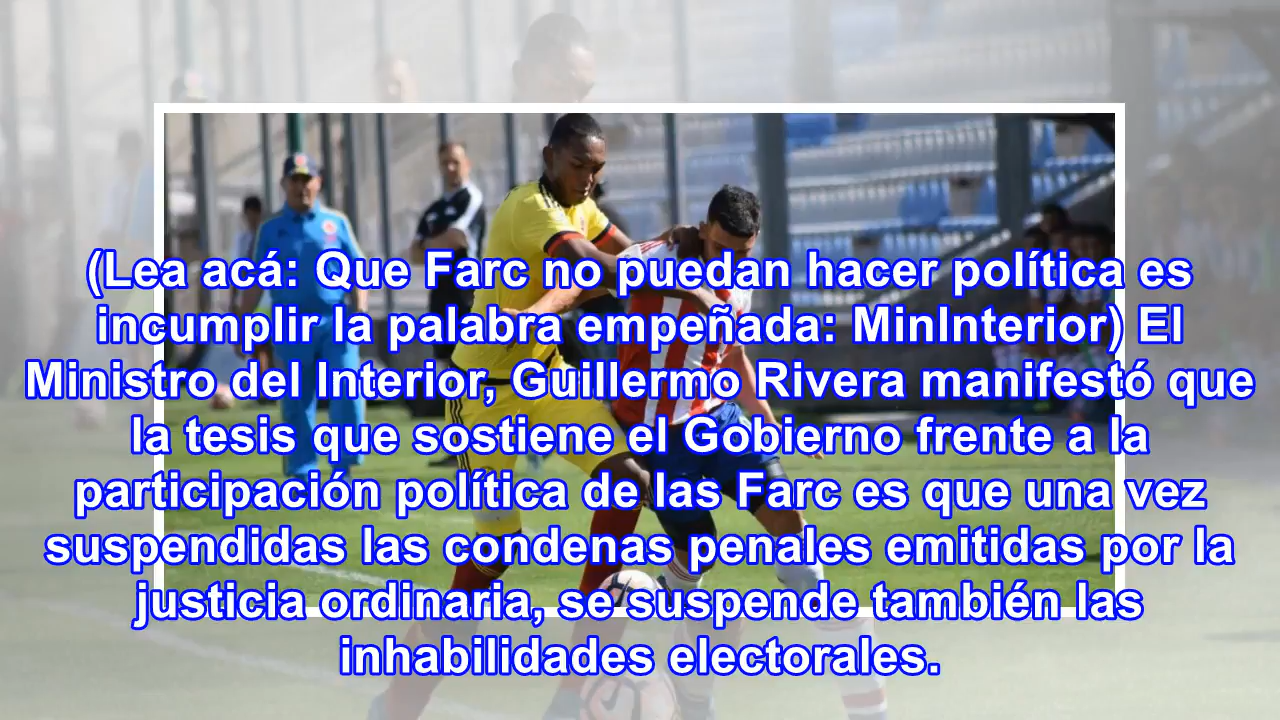 (Lea acá: Que Farc no puedan hacer política es
incumplir la palabra empeñada: MinInterior) El
Ministro del Interior, Guillermo Rivera manifestó que
la tesis que sostiene el Gobierno frente a la
participación política de las Farc es que una vez
suspendidas las condenas penales emitidas por la
justicia ordinaria, se suspende también las
inhabilidades electorales.